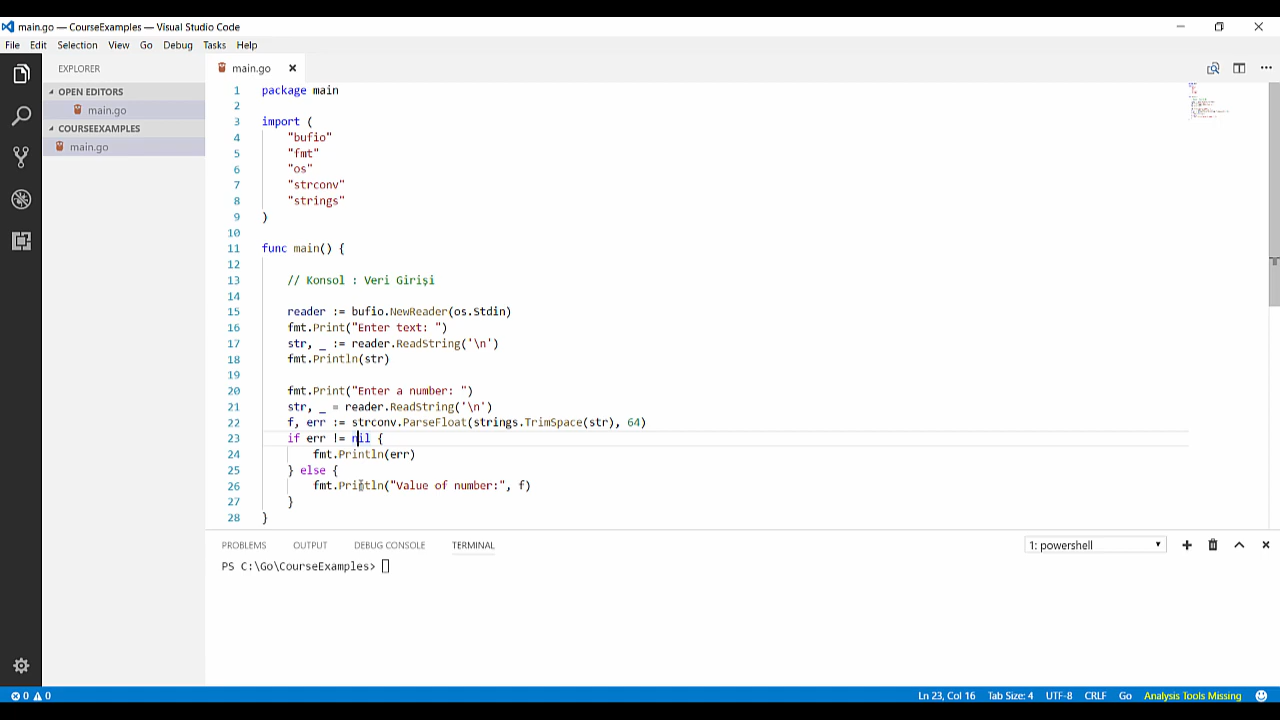 main.go — CourseExamples — Visual Studio Code
File Edit Selection View Go Debug Tasks Help
EXPLORER
OPEN EDITORS
main.go
COURSEEXAMPLES
main.go
main.go
1 package main
2
3 import (
4 "bufio"
5 "fmt"
6 "os"
7 "strconv"
8 "strings"
9 )
10
11 func main() {
12
13 // Konsol : Veri Girişi
14
15 reader := bufio.NewReader(os.Stdin)
16 fmt.Print("Enter text: ")
17 str, _ := reader.ReadString('\n')
18 fmt.Println(str)
19
20 fmt.Print("Enter a number: ")
21 str, _ = reader.ReadString('\n')
22 f, err := strconv.ParseFloat(strings.TrimSpace(str), 64)
23 if err != nil {
24 fmt.Println(err)
25 } else {
26 fmt.Println("Value of number:", f)
27 }
28 }
PROBLEMS OUTPUT DEBUG CONSOLE TERMINAL
1: powershell
PS C:\Go\CourseExamples>
0 0
Ln 23, Col 16 Tab Size: 4 UTF-8 CRLF Go Analysis Tools Missing